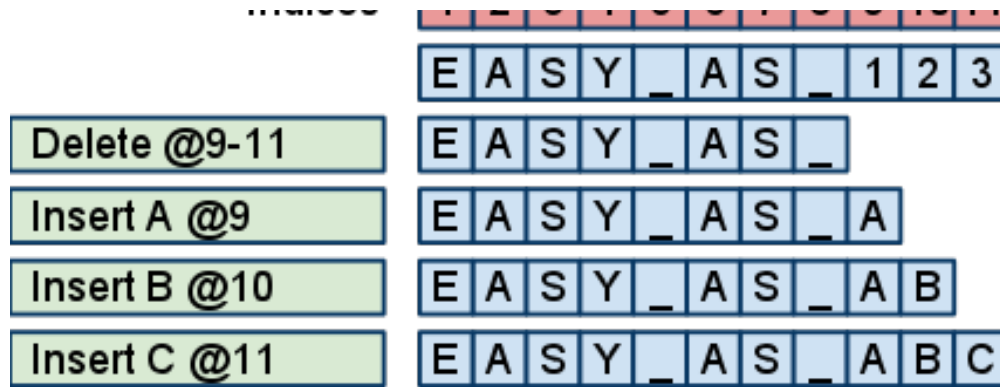 E A S Y _ A S _ 1 2 3
Delete @9-11 E A S Y _ A S _
Insert A @9 E A S Y _ A S _ A
Insert B @10 E A S Y _ A S _ A B
Insert C @11 E A S Y _ A S _ A B C